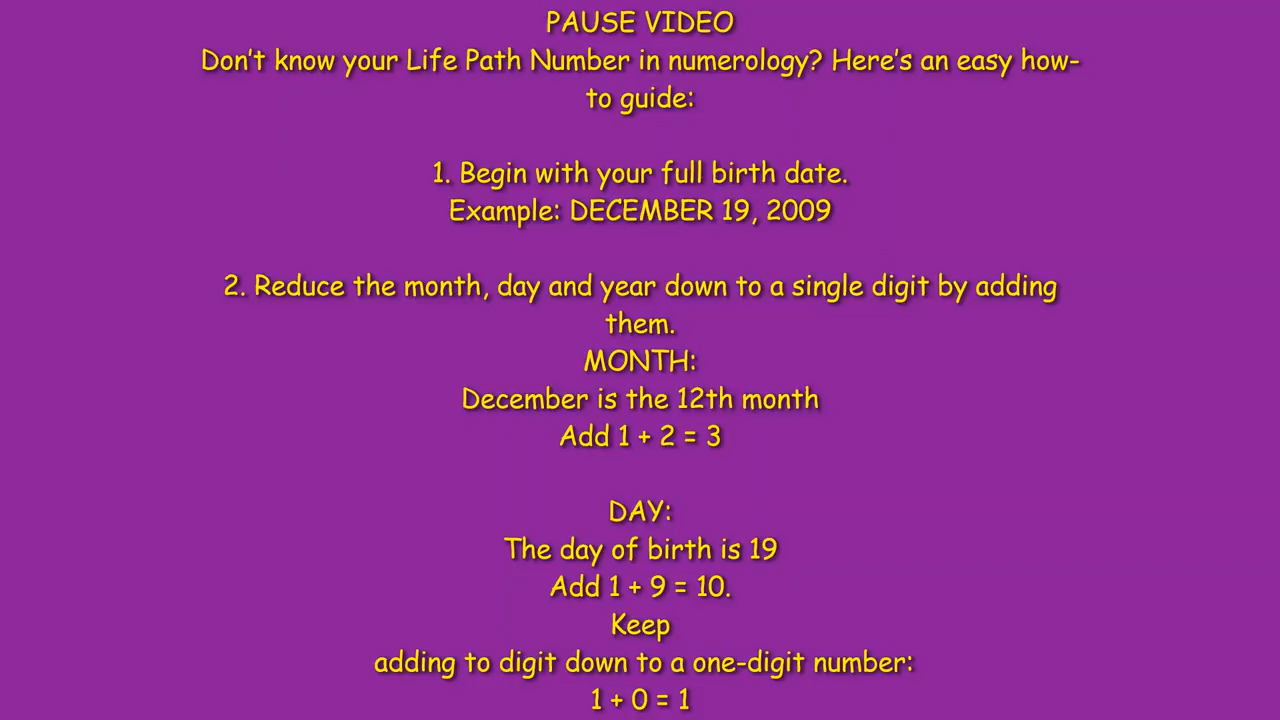 PAUSE VIDEO
Don't know your Life Path Number in numerology? Here's an easy how-
to guide:
1. Begin with your full birth date.
Example: DECEMBER 19, 2009
2. Reduce the month, day and year down to a single digit by adding
them.
MONTH:
December is the 12th month
Add 1 + 2 = 3
DAY:
The day of birth is 19
Add 1 + 9 = 10.
Keep
adding to digit down to a one-digit number:
1 + 0 = 1